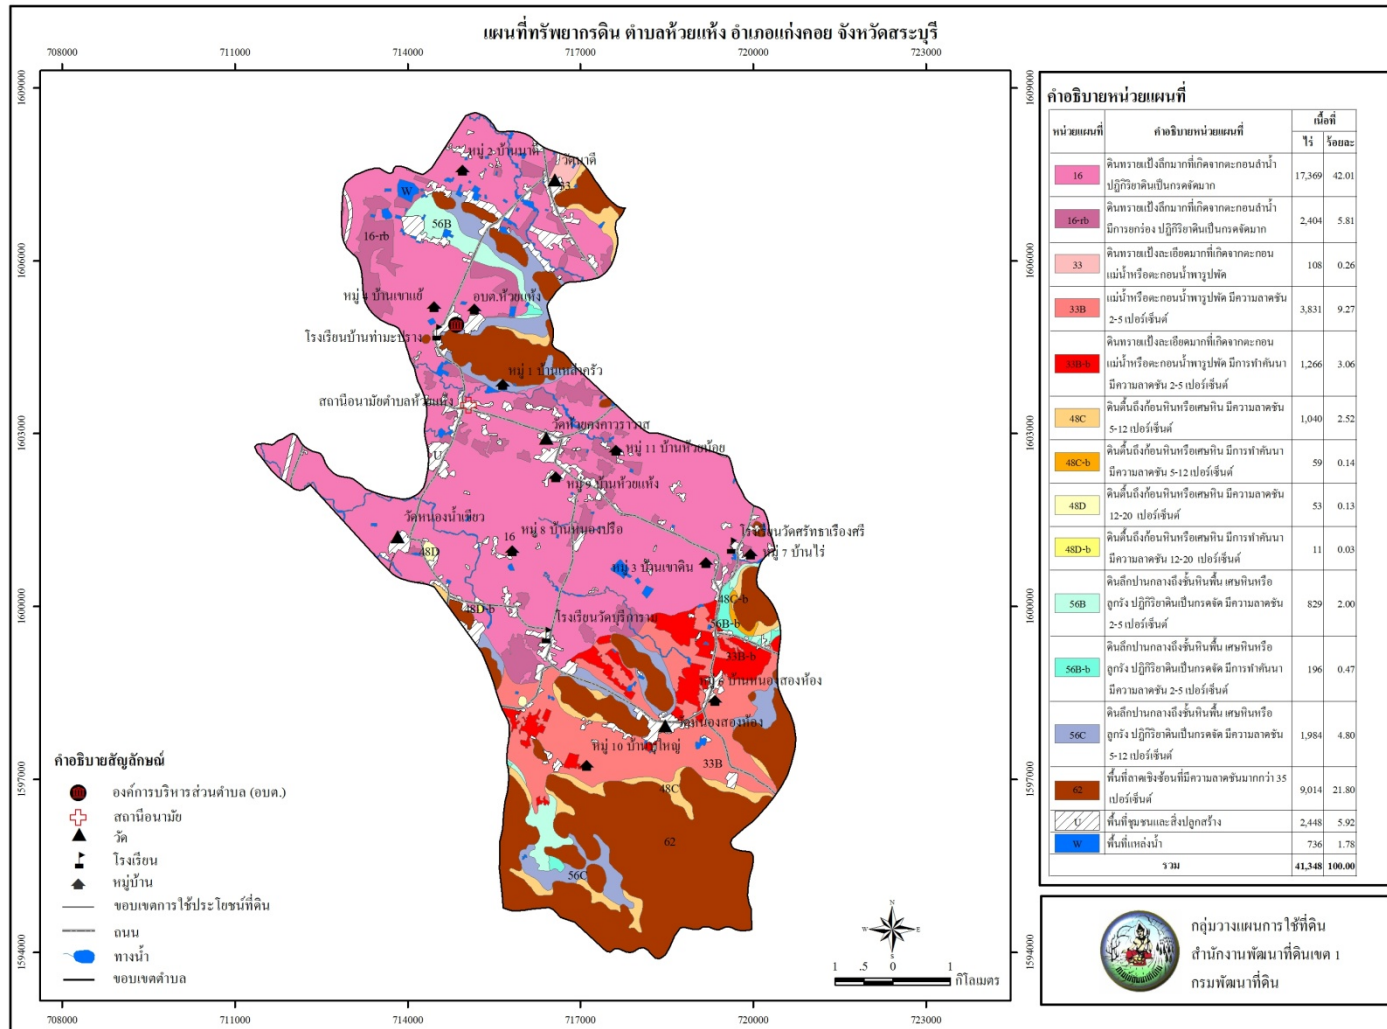 แผนที่ทรัพยากรดิน ตำบลห้วยแห้ง อำเภอแก่งคอย จังหวัดสระบุรี
708000 711000 714000 717000 720000 723000
1609000
1606000
1603000
1600000
1597000
1594000
1609000
1606000
1603000
1600000
1597000
1594000
หมู่ 2 บ้านนาดี
วัดนาดี
33
W
56B
16-rb
หมู่ 4 บ้านเขาแย้
อบต.ห้วยแห้ง
โรงเรียนบ้านท่ามะปราง
หมู่ 1 บ้านเหล่าครัว
สถานีอนามัยตำบลห้วยแห้ง
วัดห้วยคงคาวราวาส
หมู่ 11 บ้านห้วยน้อย
U
หมู่ 9 บ้านห้วยแห้ง
วัดหนองน้ำเขียว
หมู่ 8 บ้านหนองปรือ
16
โรงเรียนวัดศรัทธาเรืองศรี
หมู่ 7 บ้านไร่
48D
หมู่ 3 บ้านเขาดิน
48C-b
48D-b
โรงเรียนวัดบุรีการาม
56B-b
33B-b
หมู่ 6 บ้านหนองสองห้อง
วัดหนองสองห้อง
33B
48C
62
56C
คำอธิบายสัญลักษณ์
องค์การบริหารส่วนตำบล (อบต.)
สถานีอนามัย
วัด
โรงเรียน
หมู่บ้าน
ขอบเขตการใช้ประโยชน์ที่ดิน
ถนน
ทางน้ำ
ขอบเขตตำบล
N
W E
S
1 .5 0 1
กิโลเมตร
708000 711000 714000 717000 720000 723000
คำอธิบายหน่วยแผนที่
หน่วยแผนที่ คำอธิบายหน่วยแผนที่ เนื้อที่
ไร่ ร้อยละ
16 ดินทรายแป้งลึกมากที่เกิดจากตะกอนลำน้ำ 17,369 42.01
ปฏิกิริยาดินเป็นกรดจัดมาก
16-rb ดินทรายแป้งลึกมากที่เกิดจากตะกอนลำน้ำ 2,404 5.81
มีการยกร่อง ปฏิกิริยาดินเป็นกรดจัดมาก
33 ดินทรายแป้งละเอียดมากที่เกิดจากตะกอน 108 0.26
แม่น้ำหรือตะกอนน้ำพารูปพัด
33B แม่น้ำหรือตะกอนน้ำพารูปพัด มีความลาดชัน 3,831 9.27
2-5 เปอร์เซ็นต์
33B-b ดินทรายแป้งละเอียดมากที่เกิดจากตะกอน 1,266 3.06
แม่น้ำหรือตะกอนน้ำพารูปพัด มีการทำคันนา
มีความลาดชัน 2-5 เปอร์เซ็นต์
48C ดินตื้นถึงก้อนหินหรือเศษหิน มีความลาดชัน 1,040 2.52
5-12 เปอร์เซ็นต์
48C-b ดินตื้นถึงก้อนหินหรือเศษหิน มีการทำคันนา 59 0.14
มีความลาดชัน 5-12 เปอร์เซ็นต์
48D ดินตื้นถึงก้อนหินหรือเศษหิน มีความลาดชัน 53 0.13
12-20 เปอร์เซ็นต์
48D-b ดินตื้นถึงก้อนหินหรือเศษหิน มีการทำคันนา 11 0.03
มีความลาดชัน 12-20 เปอร์เซ็นต์
56B ดินลึกปานกลางถึงชั้นหินพื้น เศษหินหรือ 829 2.00
ลูกรัง ปฏิกิริยาดินเป็นกรดจัด มีความลาดชัน
2-5 เปอร์เซ็นต์
56B-b ดินลึกปานกลางถึงชั้นหินพื้น เศษหินหรือ 196 0.47
ลูกรัง ปฏิกิริยาดินเป็นกรดจัด มีการทำคันนา
มีความลาดชัน 2-5 เปอร์เซ็นต์
56C ดินลึกปานกลางถึงชั้นหินพื้น เศษหินหรือ 1,984 4.80
ลูกรัง ปฏิกิริยาดินเป็นกรดจัด มีความลาดชัน
5-12 เปอร์เซ็นต์
62 พื้นที่ลาดเชิงซ้อนที่มีความลาดชันมากกว่า 35 9,014 21.80
เปอร์เซ็นต์
U พื้นที่ชุมชนและสิ่งปลูกสร้าง 2,448 5.92
W พื้นที่แหล่งน้ำ 736 1.78
รวม 41,348 100.00
กลุ่มวางแผนการใช้ที่ดิน
สำนักงานพัฒนาที่ดินเขต 1
กรมพัฒนาที่ดิน